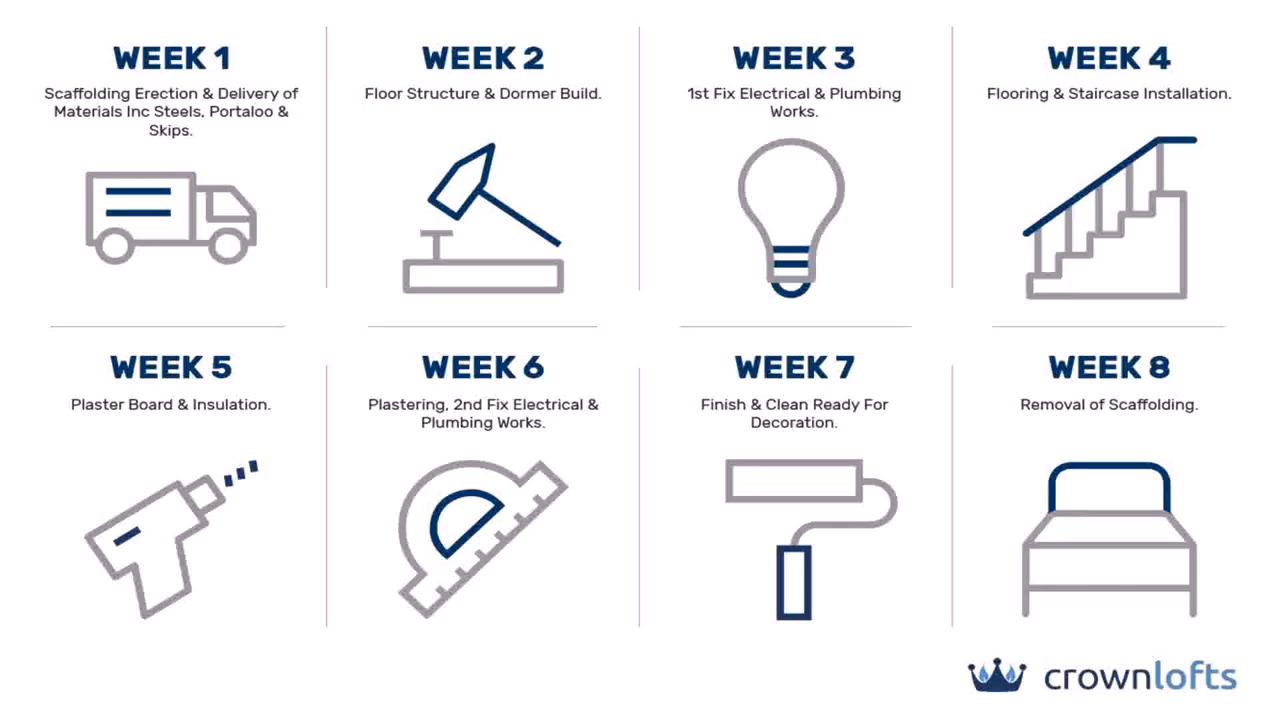 WEEK 1
Scaffolding Erection & Delivery of
Materials Inc Steels, Portaloo &
Skips.
WEEK 2
Floor Structure & Dormer Build.
WEEK 3
1st Fix Electrical & Plumbing
Works.
WEEK 4
Flooring & Staircase Installation.
WEEK 5
Plaster Board & Insulation.
WEEK 6
Plastering, 2nd Fix Electrical &
Plumbing Works.
WEEK 7
Finish & Clean Ready For
Decoration.
WEEK 8
Removal of Scaffolding.
crownlofts